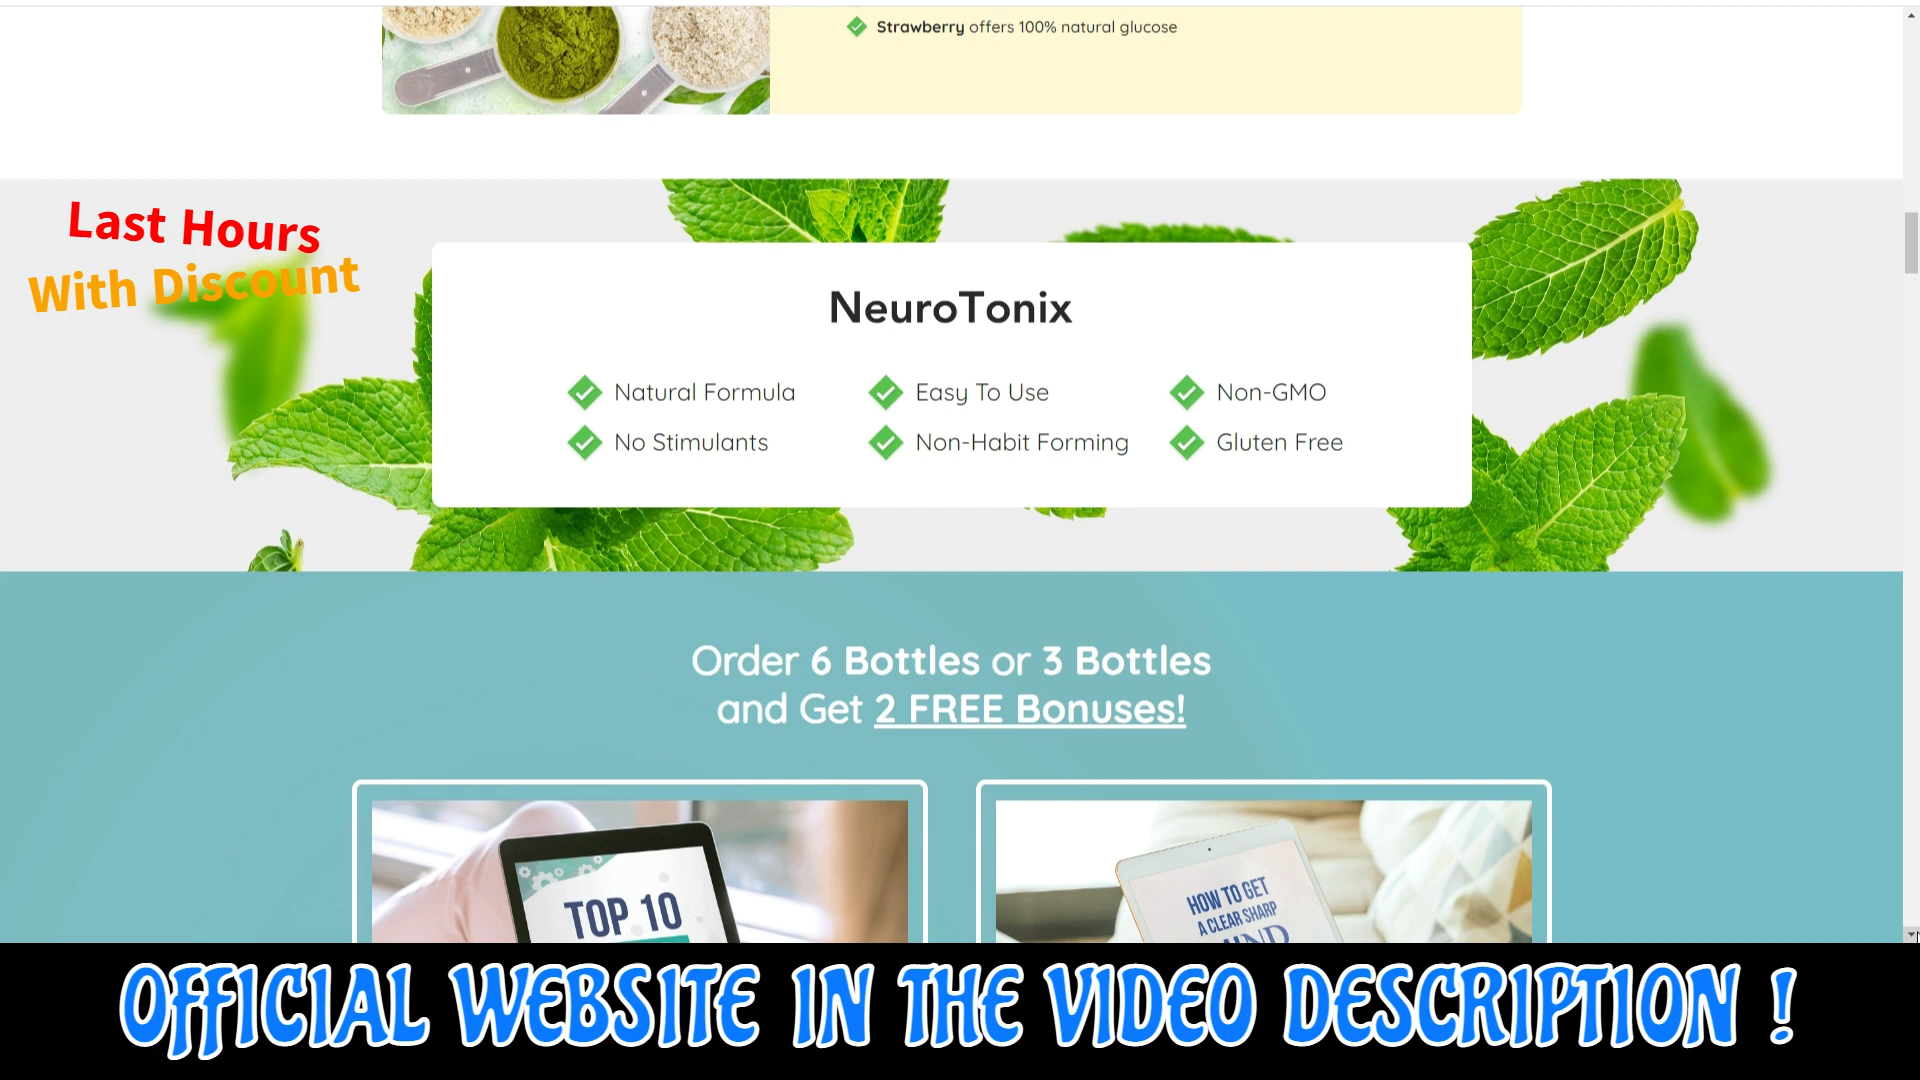 Strawberry offers 100% natural glucose
Last Hours
With Discount
NeuroTonix
Natural Formula
Easy To Use
Non-GMO
No Stimulants
Non-Habit Forming
Gluten Free
Order 6 Bottles or 3 Bottles
and Get 2 FREE Bonuses!
TOP 10
HOW TO GET
A CLEAR SHARP
MIND
OFFICIAL WEBSITE IN THE VIDEO DESCRIPTION !